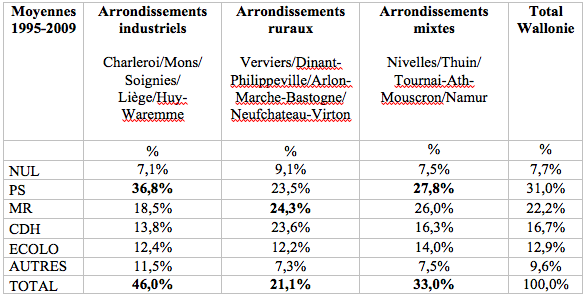 Moyennes 1995-2009 | Arrondissements industriels | Arrondissements ruraux | Arrondissements mixtes | Total Wallonie
Charleroi/Mons/ Soignies/ Liège/Huy- Waremme | Verviers/Dinant- Philippeville/Arlon- Marche-Bastogne/ Neufchateau-Virton | Nivelles/Thuin/ Tournai-Ath- Mouscron/Namur
% | % | % | %
NUL | 7,1% | 9,1% | 7,5% | 7,7%
PS | 36,8% | 23,5% | 27,8% | 31,0%
MR | 18,5% | 24,3% | 26,0% | 22,2%
CDH | 13,8% | 23,6% | 16,3% | 16,7%
ECOLO | 12,4% | 12,2% | 14,0% | 12,9%
AUTRES | 11,5% | 7,3% | 7,5% | 9,6%
TOTAL | 46,0% | 21,1% | 33,0% | 100,0%